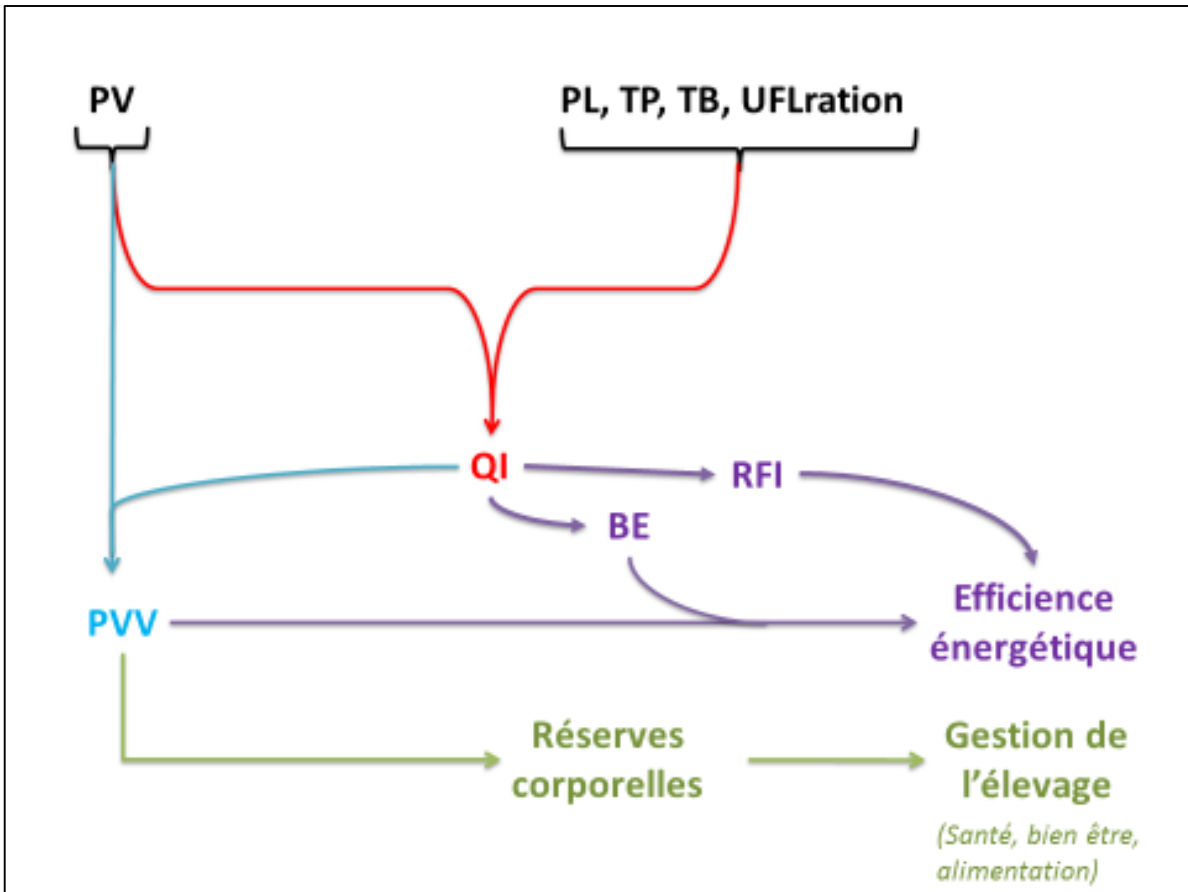 PV
PL, TP, TB, UFLration
QI
RFI
BE
PVV
Efficience
énergétique
Réserves
corporelles
Gestion de
l’élevage
(Santé, bien être,
alimentation)